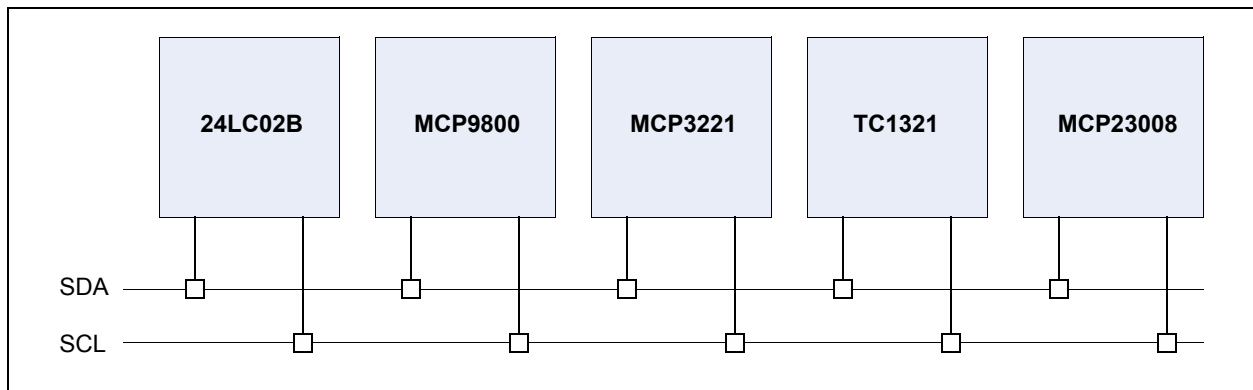 24LC02B
MCP9800
MCP3221
TC1321
MCP23008
SDA
SCL